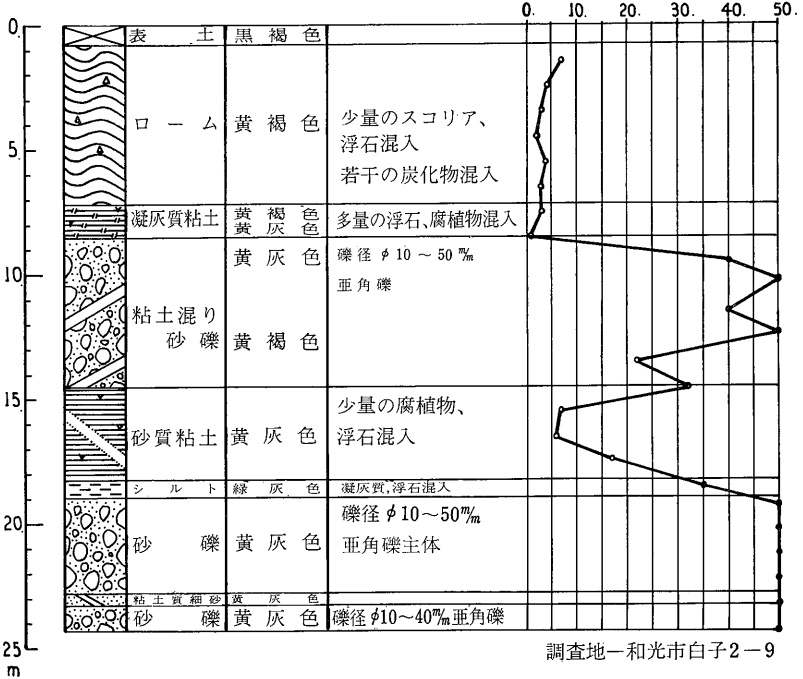 0. 10. 20. 30. 40. 50.
0
表土 黒褐色
ローム 黄褐色 少量のスコリア、
浮石混入
若干の炭化物混入
5
凝灰質粘土 黄褐色 多量の浮石、腐植物混入
黄灰色
黄灰色 礫径 φ 10 ～ 50 m/m
10
亜角礫
粘土混り
砂礫 黄褐色
15
少量の腐植物、
砂質粘土 黄灰色 浮石混入
シルト 緑灰色 凝灰質,浮石混入
20
礫径 φ10～50m/m
砂礫 黄灰色 亜角礫主体
粘土質細砂 黄灰色
砂礫 黄灰色 礫径φ10～40m/m亜角礫
25
m
調査地－和光市白子2－9